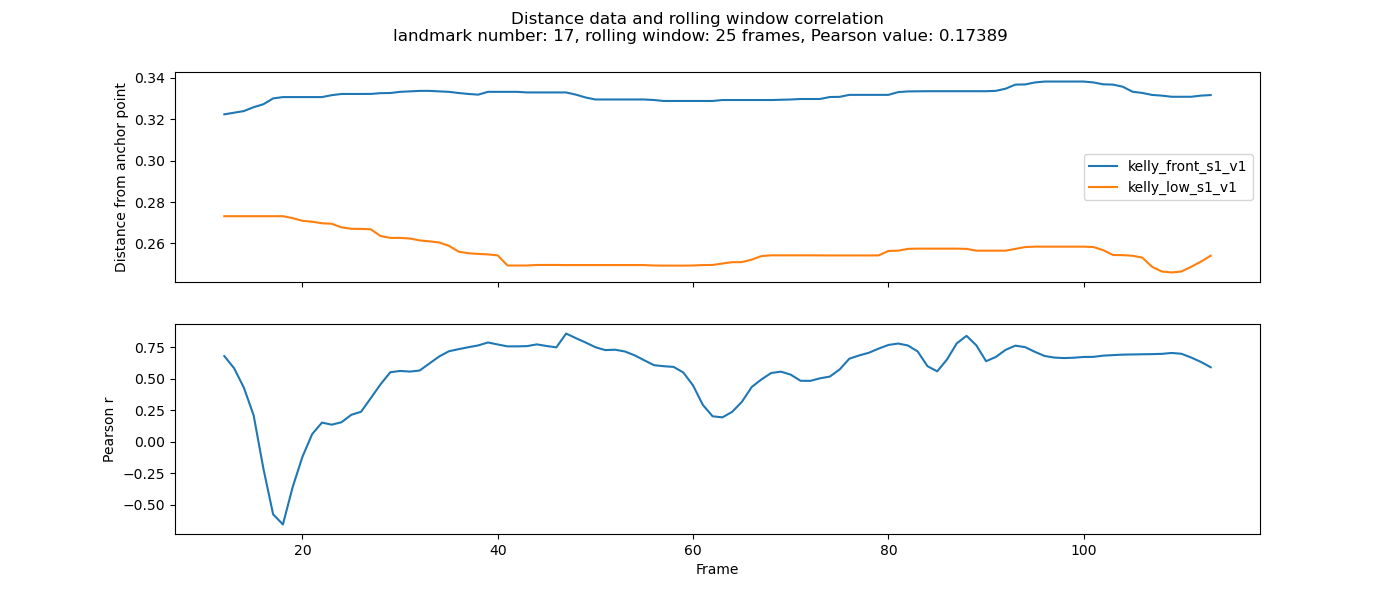 Distance data and rolling window correlation
landmark number: 17, rolling window: 25 frames, Pearson value: 0.17389
Distance from anchor point
0.34
0.32
0.30
0.28
0.26
kelly_front_s1_v1
kelly_low_s1_v1
Pearson r
0.75
0.50
0.25
0.00
−0.25
−0.50
20 40 60 80 100
Frame